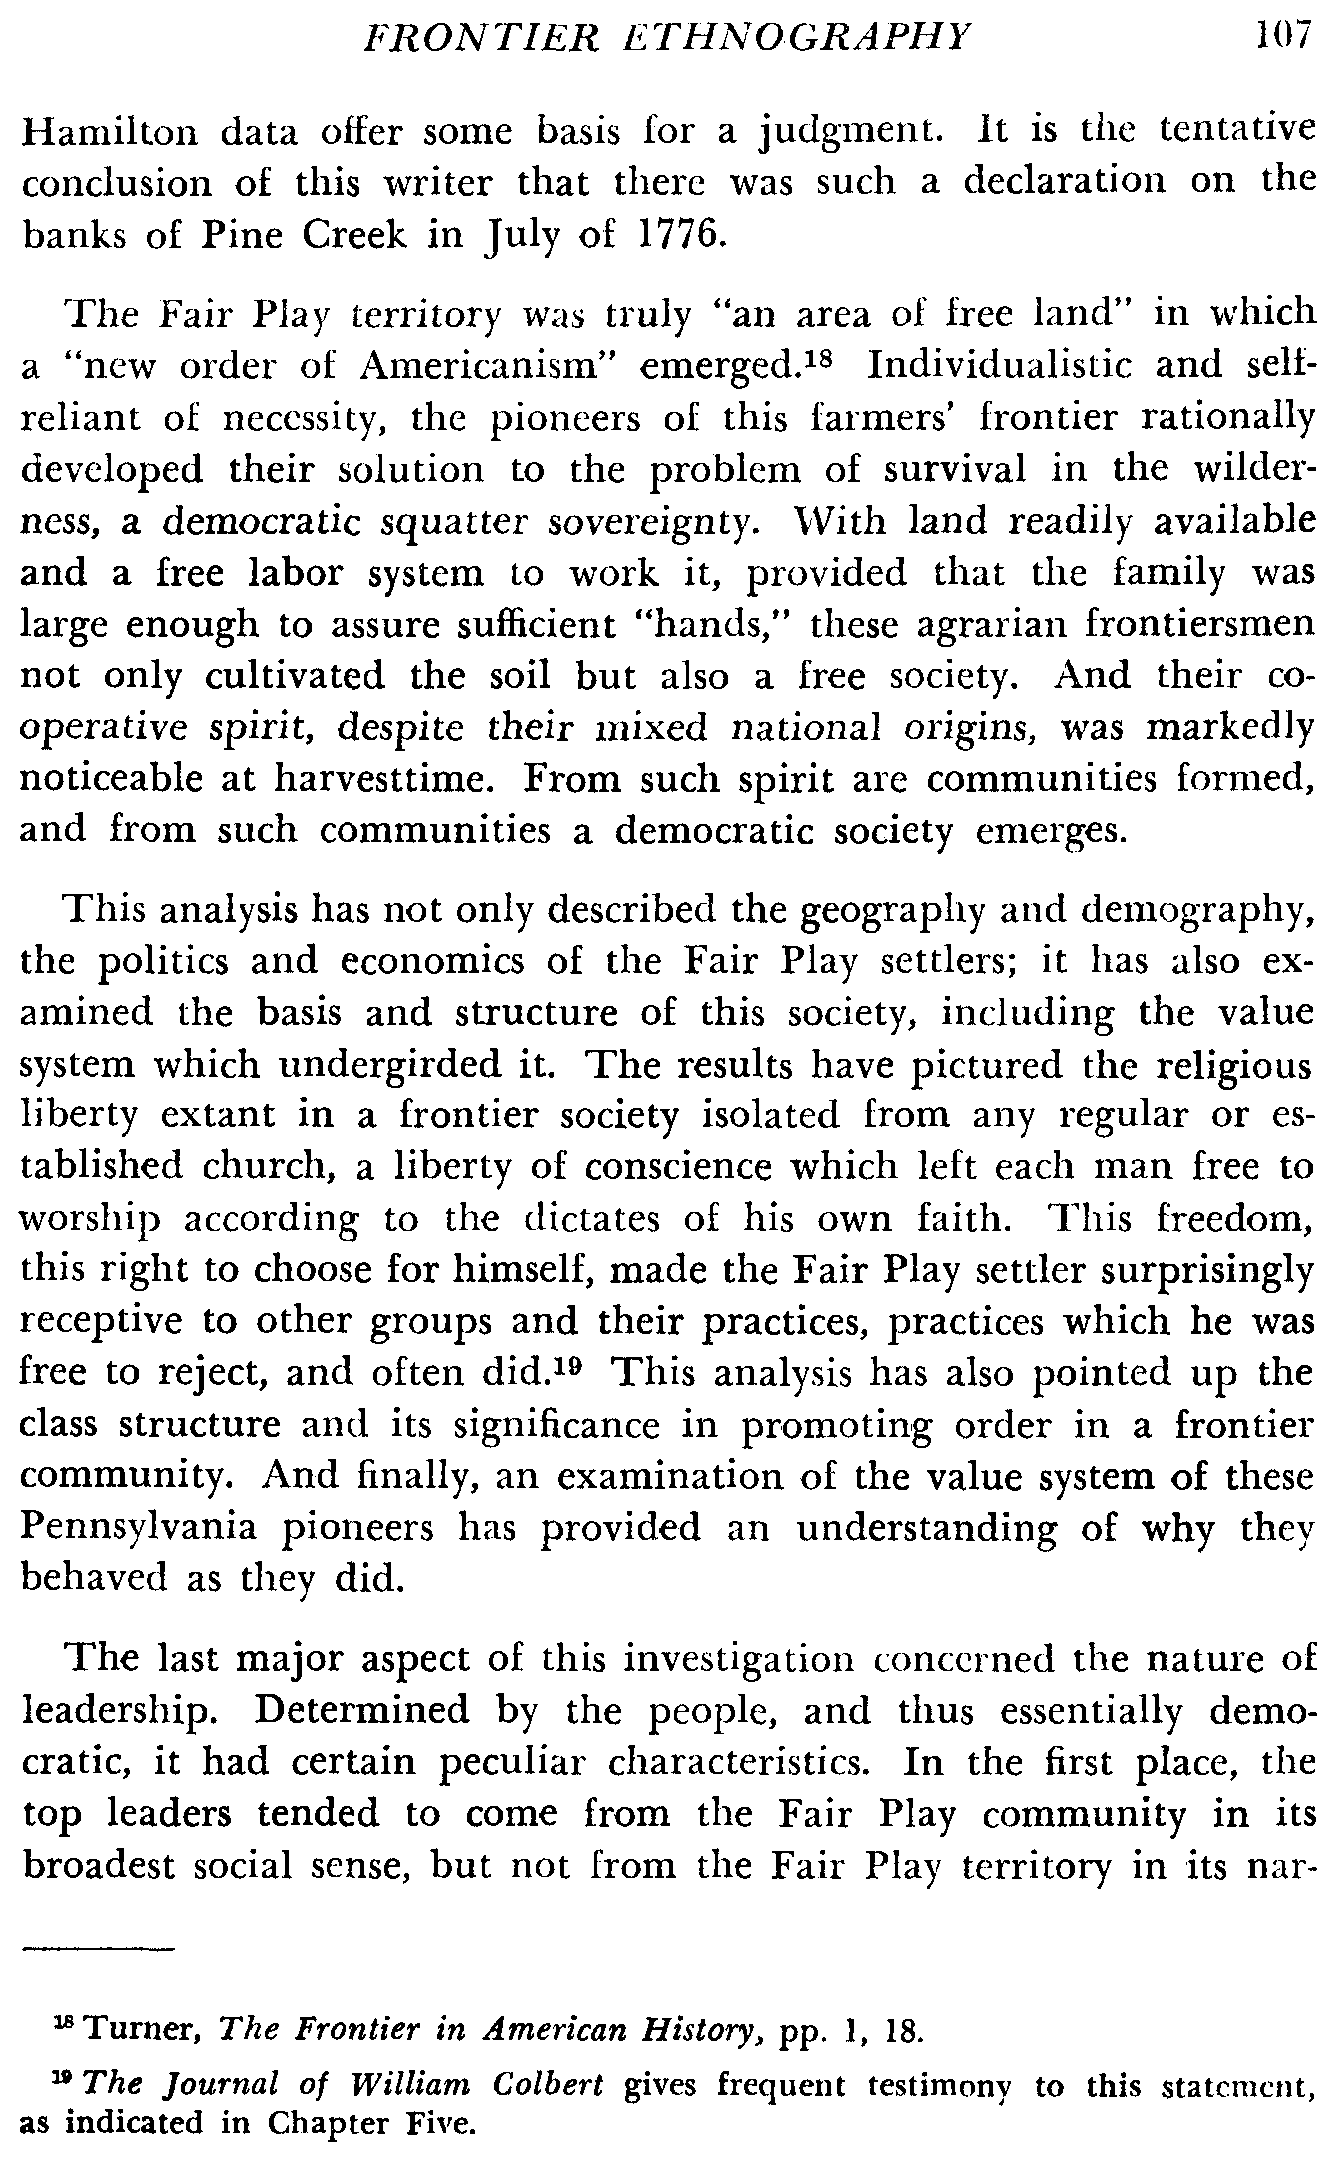 FRONTIER ETHNOGRAPHY 107
Hamilton data offer some basis for a judgment. It is the tentative
conclusion of this writer that there was such a declaration on the
banks of Pine Creek in July of 1776.
The Fair Play territory was truly "an area of free land" in which
a "new order of Americanism" emerged.¹⁸ Individualistic and self-
reliant of necessity, the pioneers of this farmers' frontier rationally
developed their solution to the problem of survival in the wilder-
ness, a democratic squatter sovereignty. With land readily available
and a free labor system to work it, provided that the family was
large enough to assure sufficient "hands," these agrarian frontiersmen
not only cultivated the soil but also a free society. And their co-
operative spirit, despite their mixed national origins, was markedly
noticeable at harvesttime. From such spirit are communities formed,
and from such communities a democratic society emerges.
This analysis has not only described the geography and demography,
the politics and economics of the Fair Play settlers; it has also ex-
amined the basis and structure of this society, including the value
system which undergirded it. The results have pictured the religious
liberty extant in a frontier society isolated from any regular or es-
tablished church, a liberty of conscience which left each man free to
worship according to the dictates of his own faith. This freedom,
this right to choose for himself, made the Fair Play settler surprisingly
receptive to other groups and their practices, practices which he was
free to reject, and often did.¹⁹ This analysis has also pointed up the
class structure and its significance in promoting order in a frontier
community. And finally, an examination of the value system of these
Pennsylvania pioneers has provided an understanding of why they
behaved as they did.
The last major aspect of this investigation concerned the nature of
leadership. Determined by the people, and thus essentially demo-
cratic, it had certain peculiar characteristics. In the first place, the
top leaders tended to come from the Fair Play community in its
broadest social sense, but not from the Fair Play territory in its nar-
¹⁸ Turner, The Frontier in American History, pp. 1, 18.
¹⁹ The Journal of William Colbert gives frequent testimony to this statement,
as indicated in Chapter Five.